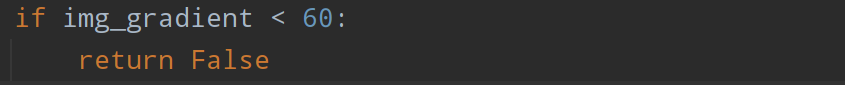 if img_gradient < 60:
    return False